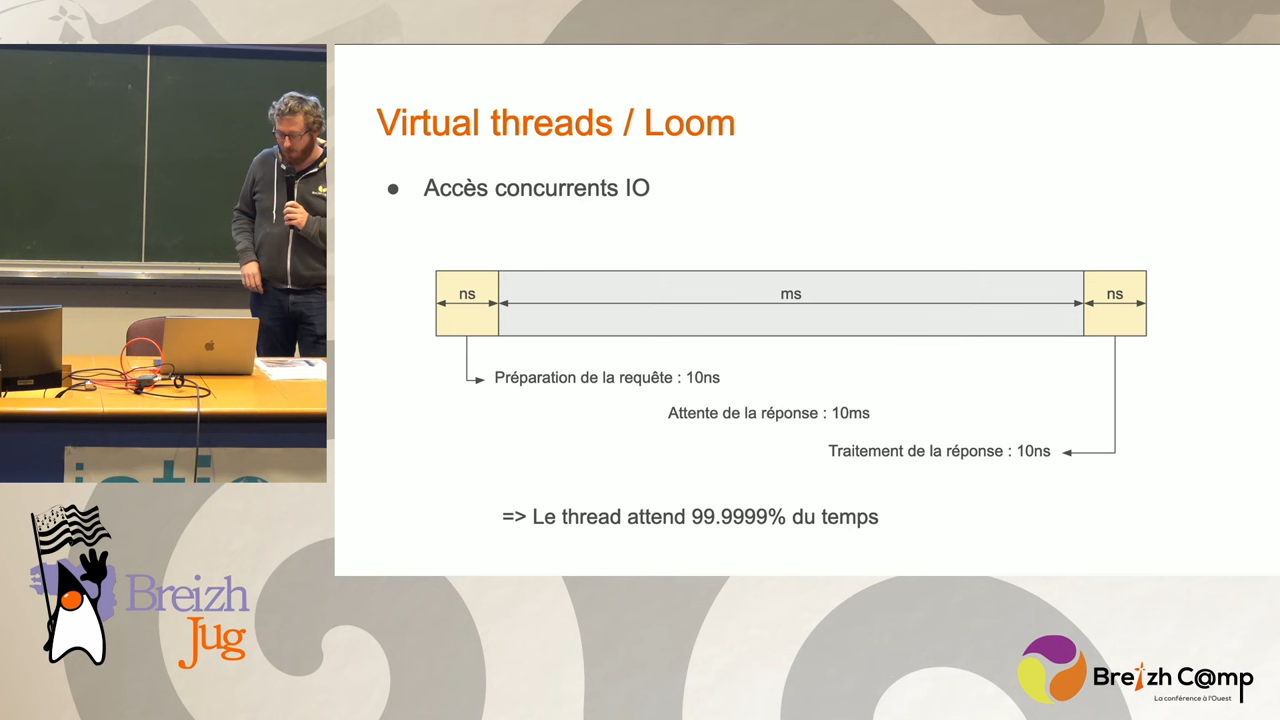 Virtual threads / Loom
● Accès concurrents IO
ns
ms
ns
Préparation de la requête : 10ns
Attente de la réponse : 10ms
Traitement de la réponse : 10ns
=> Le thread attend 99.9999% du temps
Breizh
Jug
Breizh C@mp
La conférence à l'Ouest